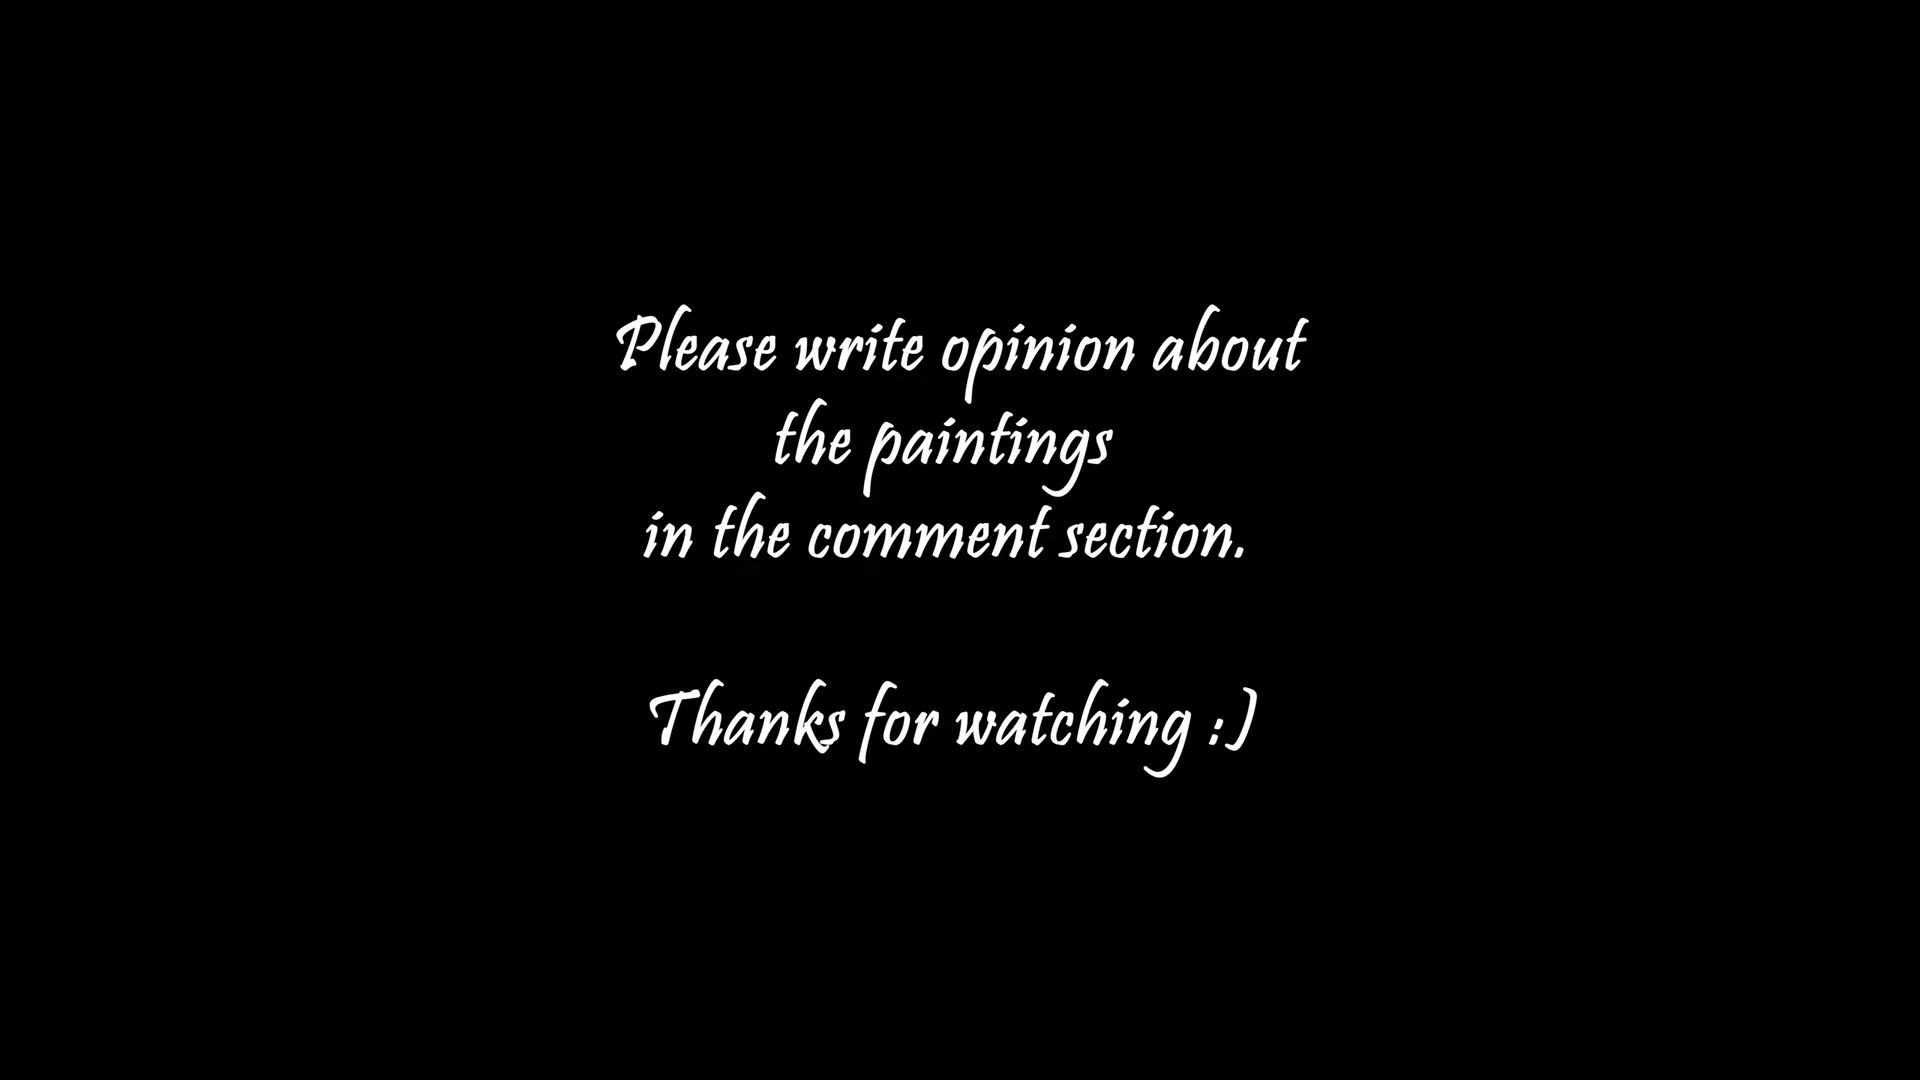 Please write opinion about
the paintings
in the comment section.
Thanks for watching :)